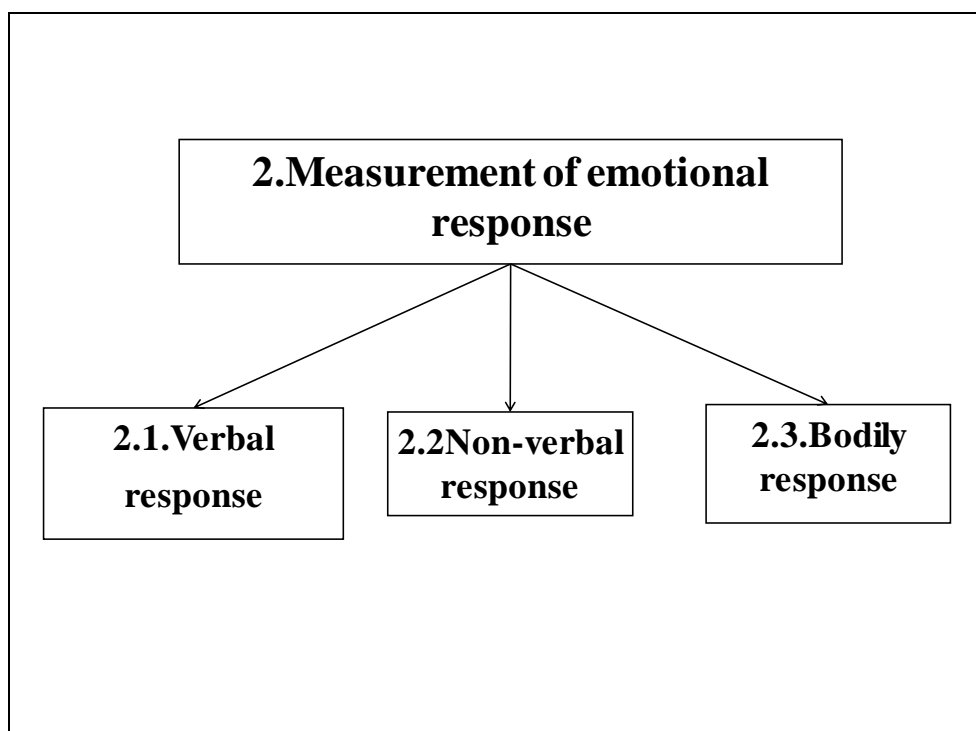 2.Measurement of emotional
response
2.1.Verbal
response
2.2Non-verbal
response
2.3.Bodily
response